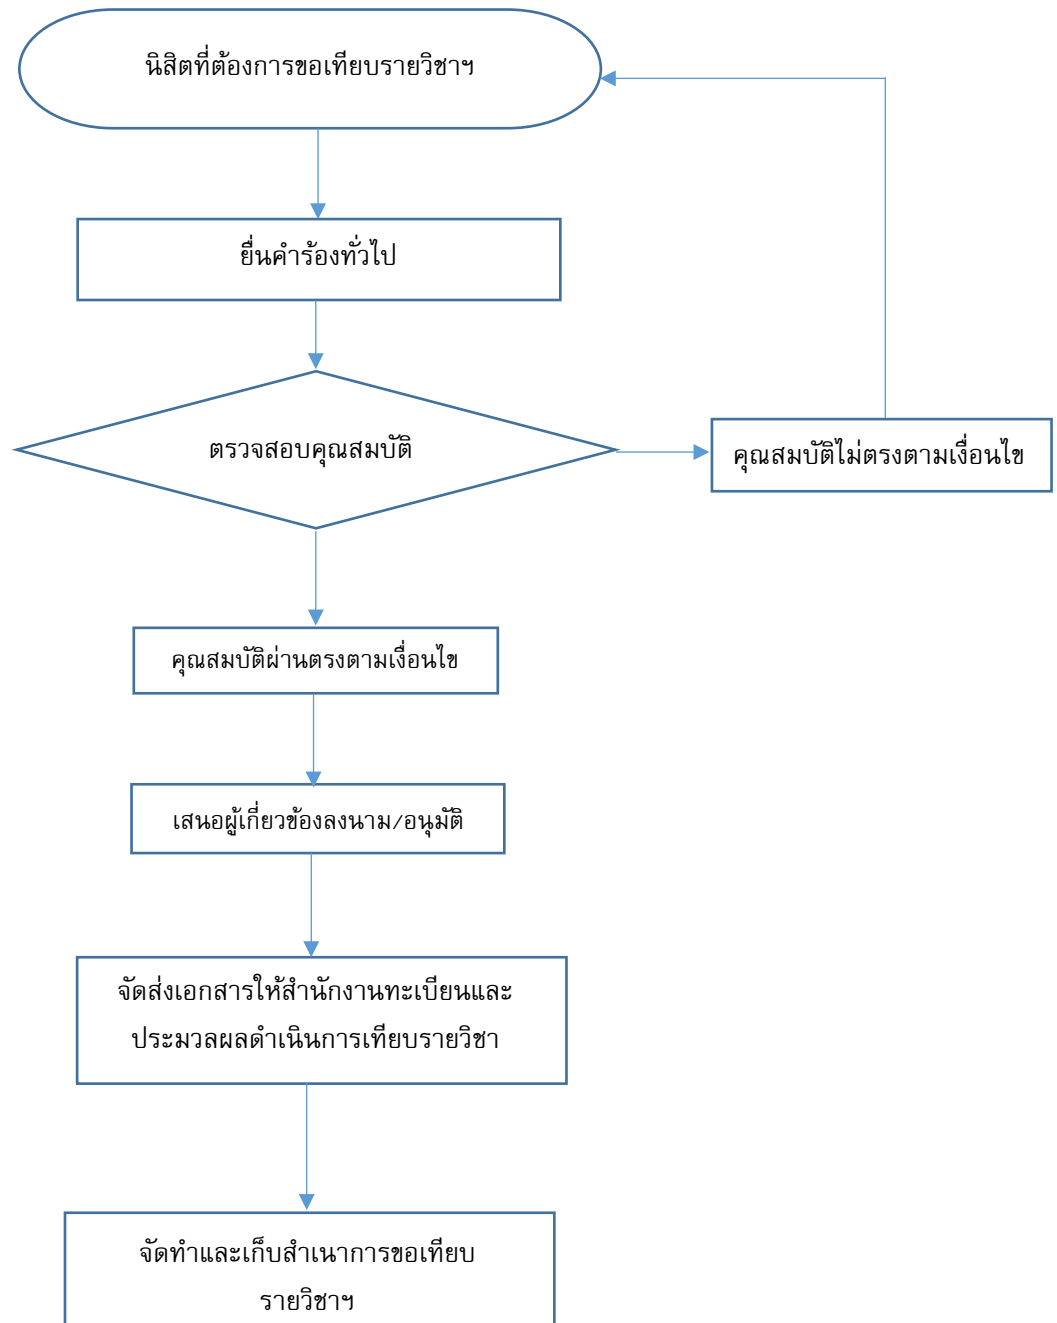 นิสิตที่ต้องการขอเทียบรายวิชาฯ
ยื่นคำร้องทั่วไป
ตรวจสอบคุณสมบัติ
คุณสมบัติไม่ตรงตามเงื่อนไข
คุณสมบัติผ่านตรงตามเงื่อนไข
เสนอผู้เกี่ยวข้องลงนาม/อนุมัติ
จัดส่งเอกสารให้สำนักงานทะเบียนและ
ประมวลผลดำเนินการเทียบรายวิชา
จัดทำและเก็บสำเนาการขอเทียบ
รายวิชาฯ